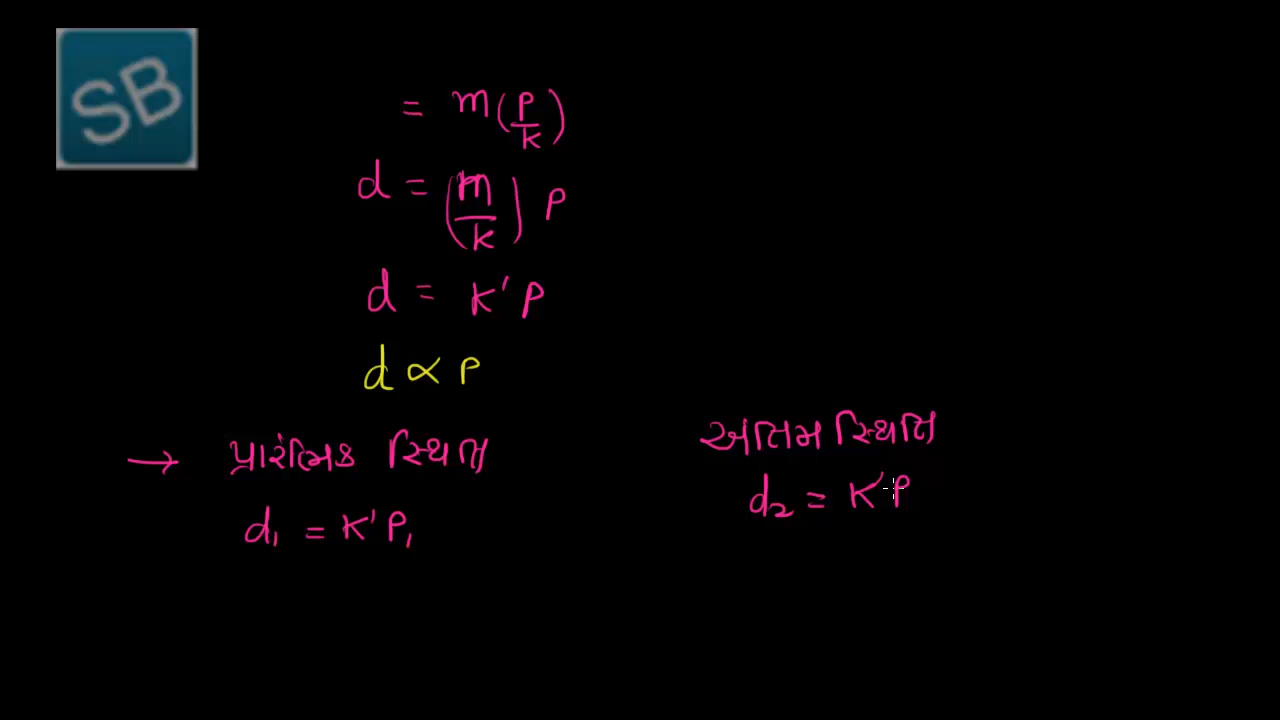 SB
= m(P/k)
d = (m/k) P
d = K'P
d ∝ P
→ પ્રારંભિક સ્થિતિ
d₁ = K'P₁
અંતિમ સ્થિતિ
d₂ = K'P